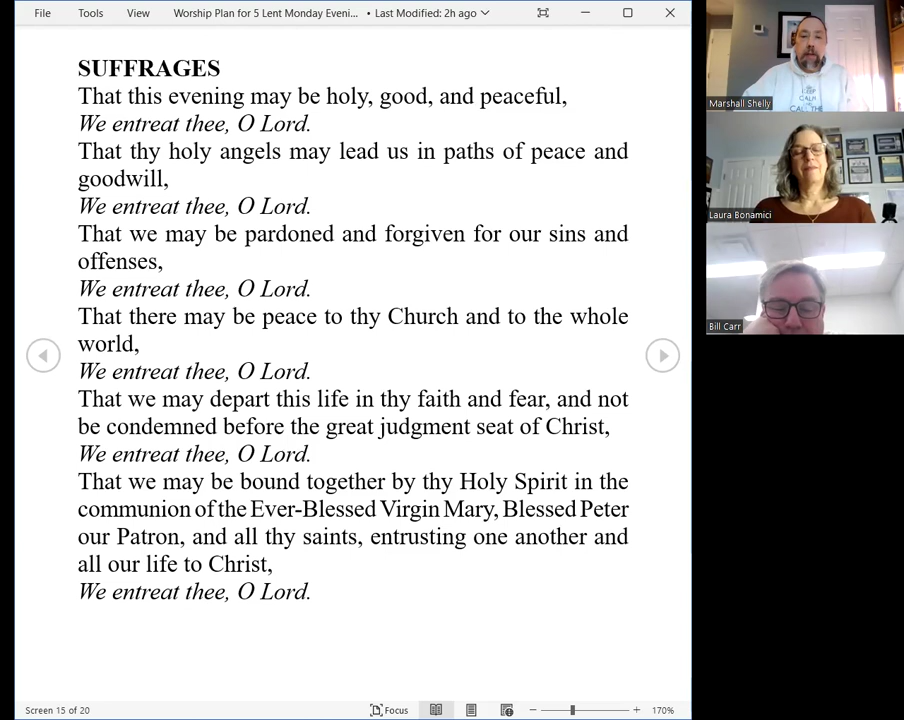 File Tools View Worship Plan for 5 Lent Monday Eveni... • Last Modified: 2h ago
SUFFRAGES
That this evening may be holy, good, and peaceful,
We entreat thee, O Lord.
That thy holy angels may lead us in paths of peace and
goodwill,
We entreat thee, O Lord.
That we may be pardoned and forgiven for our sins and
offenses,
We entreat thee, O Lord.
That there may be peace to thy Church and to the whole
world,
We entreat thee, O Lord.
That we may depart this life in thy faith and fear, and not
be condemned before the great judgment seat of Christ,
We entreat thee, O Lord.
That we may be bound together by thy Holy Spirit in the
communion of the Ever-Blessed Virgin Mary, Blessed Peter
our Patron, and all thy saints, entrusting one another and
all our life to Christ,
We entreat thee, O Lord.
Screen 15 of 20 Focus 170%
KEEP
CALM
CALL THE
Marshall Shelly
Laura Bonamici
Bill Carr